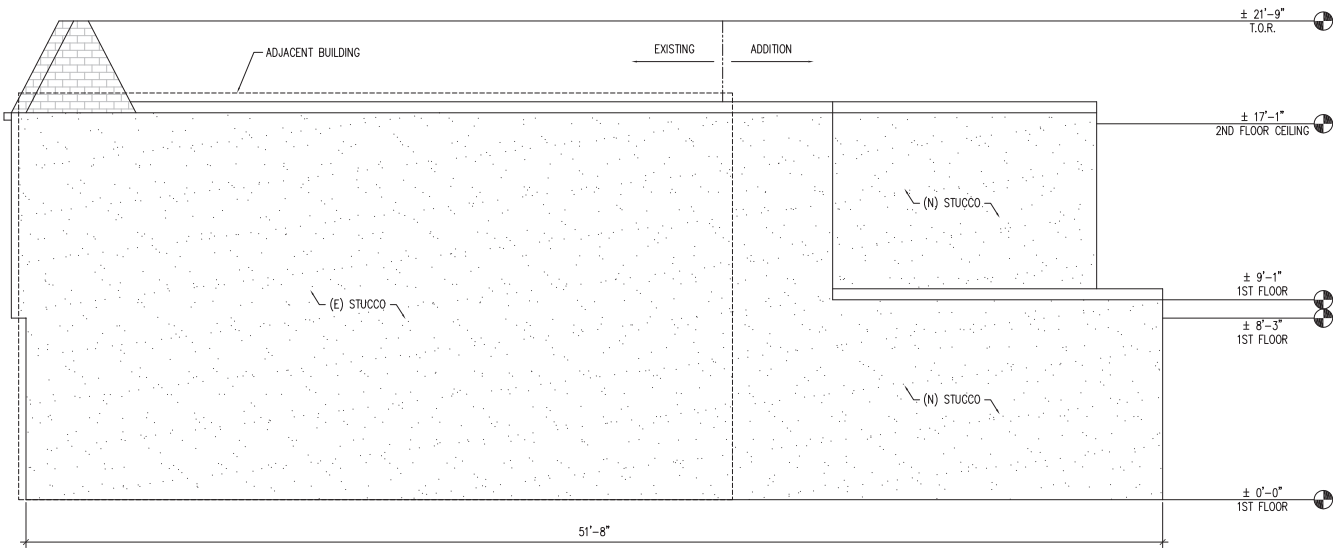 ± 21'-9"
T.O.R.
ADJACENT BUILDING
EXISTING
ADDITION
± 17'-1"
2ND FLOOR CEILING
(N) STUCCO
± 9'-1"
1ST FLOOR
(E) STUCCO
± 8'-3"
1ST FLOOR
(N) STUCCO
± 0'-0"
1ST FLOOR
51'-8"